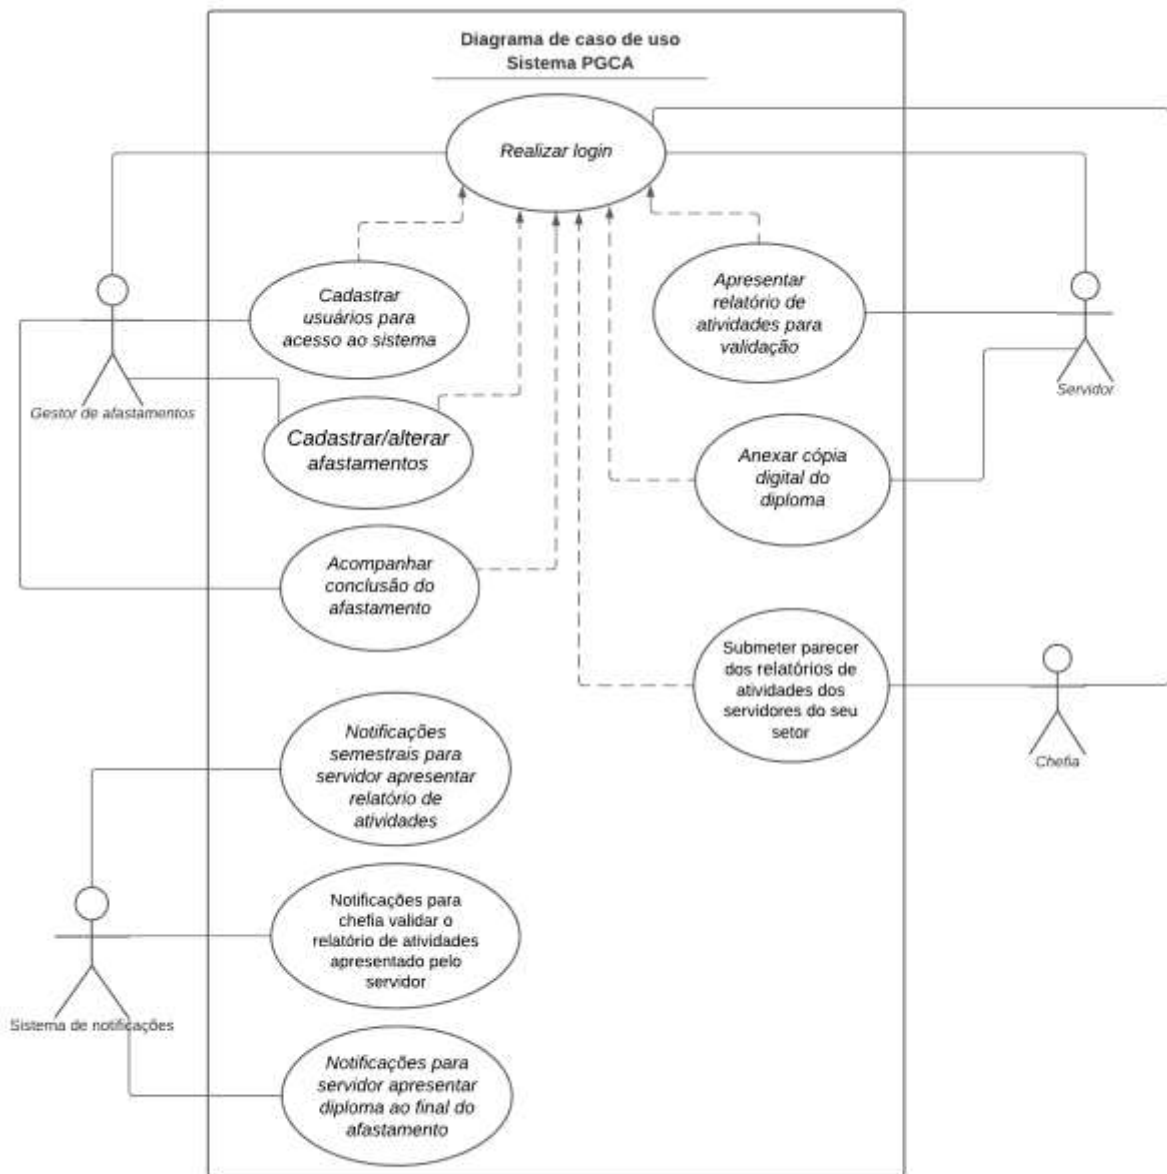 Diagrama de caso de uso
Sistema PGCA
Realizar login
Cadastrar
usuários para
acesso ao sistema
Apresentar
relatório de
atividades para
validação
Gestor de afastamentos
Servidor
Cadastrar/alterar
afastamentos
Anexar cópia
digital do
diploma
Acompanhar
conclusão do
afastamento
Submeter parecer
dos relatórios de
atividades dos
servidores do seu
setor
Chefia
Notificações
semestrais para
servidor apresentar
relatório de
atividades
Notificações para
chefia validar o
relatório de atividades
apresentado pelo
servidor
Sistema de notificações
Notificações para
servidor apresentar
diploma ao final do
afastamento